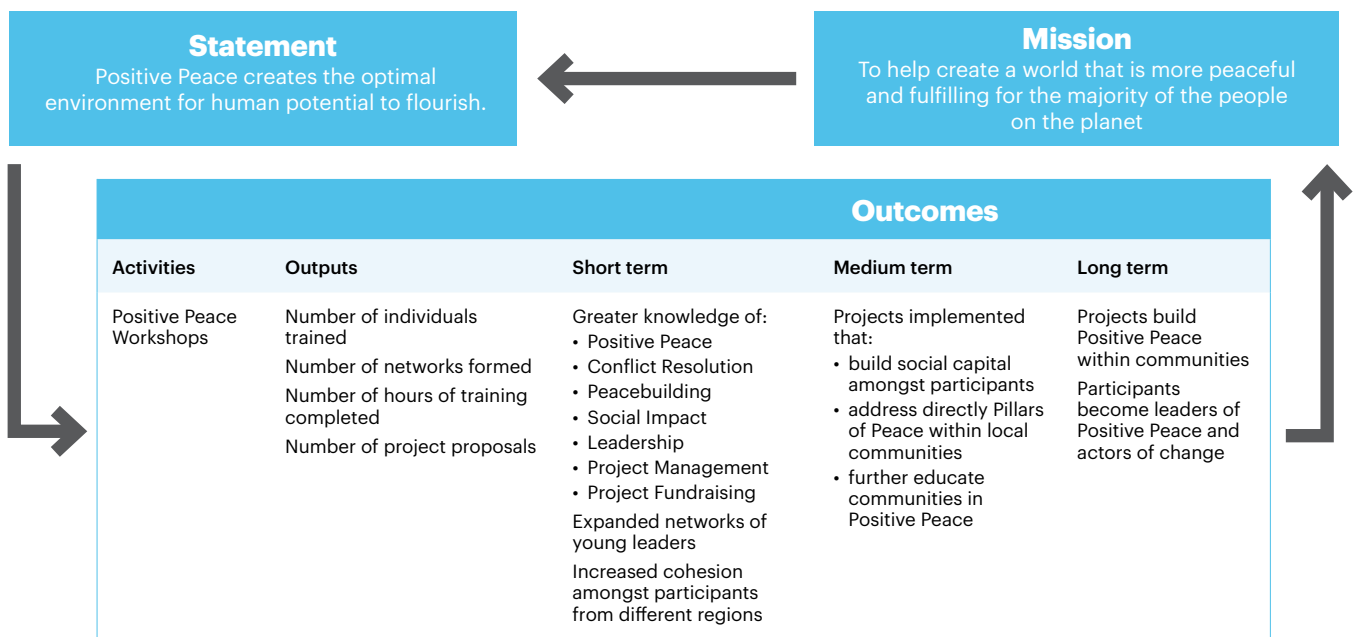 Statement
Positive Peace creates the optimal
environment for human potential to flourish.
Mission
To help create a world that is more peaceful
and fulfilling for the majority of the people
on the planet
Outcomes
Activities
Outputs
Short term
Medium term
Long term
Positive Peace
Workshops
Number of individuals
trained
Number of networks formed
Number of hours of training
completed
Number of project proposals
Greater knowledge of:
• Positive Peace
• Conflict Resolution
• Peacebuilding
• Social Impact
• Leadership
• Project Management
• Project Fundraising
Expanded networks of
young leaders
Increased cohesion
amongst participants
from different regions
Projects implemented
that:
• build social capital
amongst participants
• address directly Pillars
of Peace within local
communities
• further educate
communities in
Positive Peace
Projects build
Positive Peace
within communities
Participants
become leaders of
Positive Peace and
actors of change